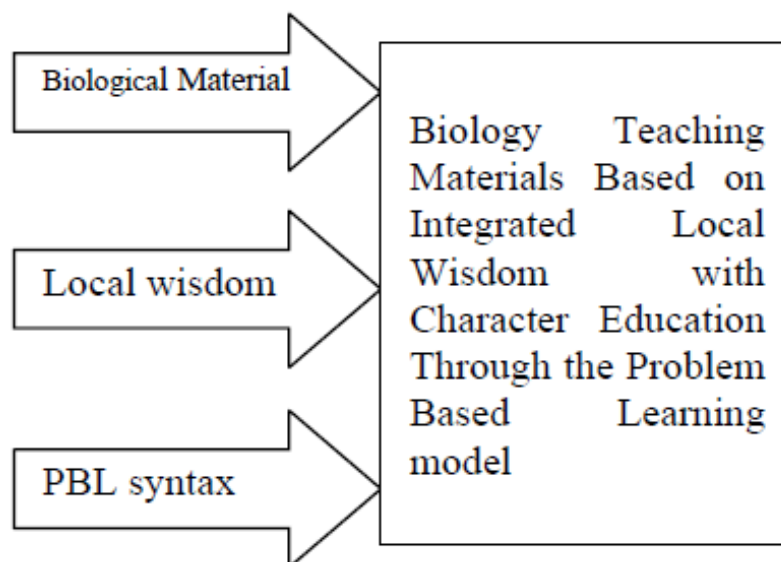 Biological Material
Local wisdom
PBL syntax
Biology Teaching
Materials Based on
Integrated Local
Wisdom with
Character Education
Through the Problem
Based Learning
model